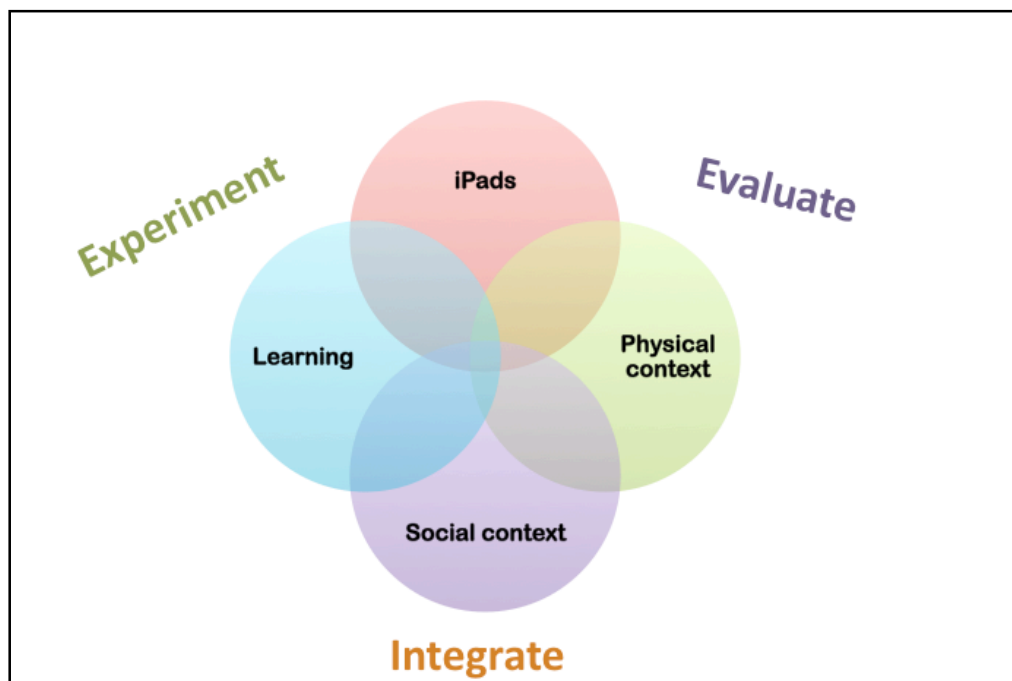 Experiment
Evaluate
iPads
Learning
Physical
context
Social context
Integrate